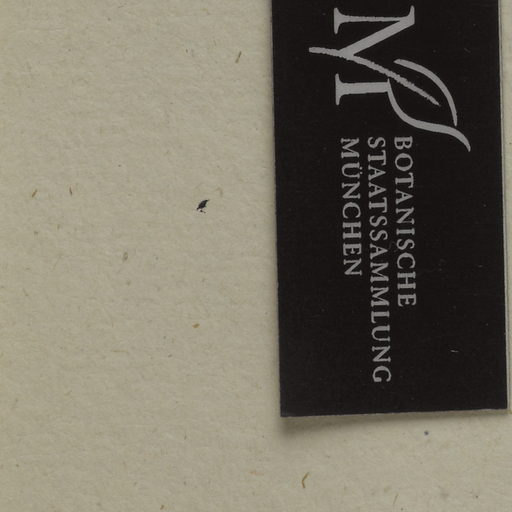 M
BOTANISCHE
STAATSSAMMLUNG
MÜNCHEN